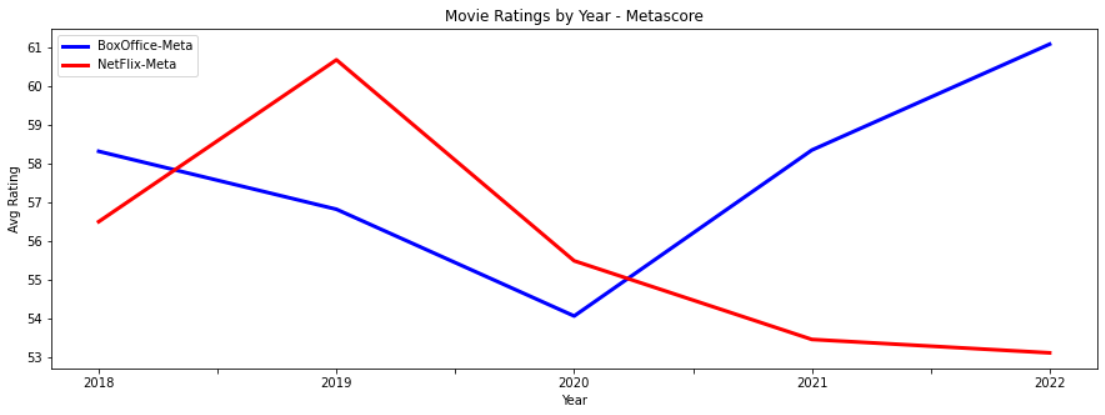 Movie Ratings by Year - Metascore
BoxOffice-Meta
NetFlix-Meta
61
60
59
58
57
56
55
54
53
Avg Rating
2018 2019 2020 2021 2022
Year